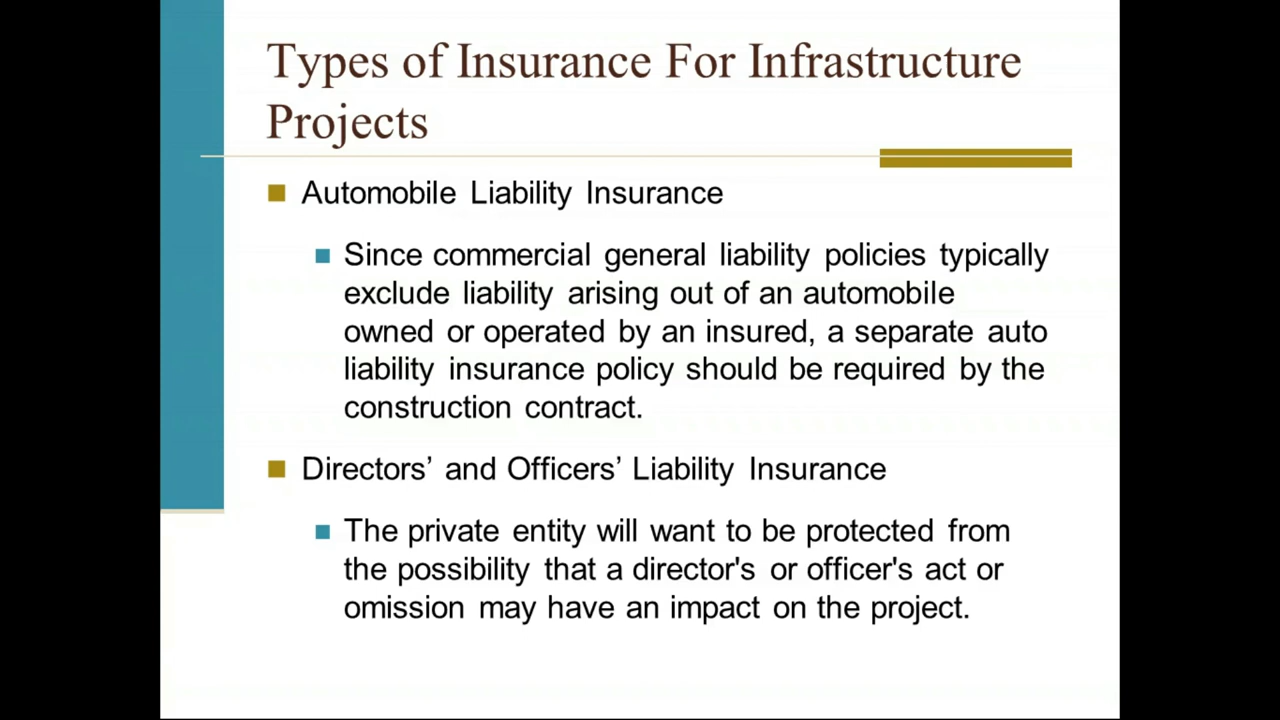 Types of Insurance For Infrastructure
Projects
Automobile Liability Insurance
Since commercial general liability policies typically
exclude liability arising out of an automobile
owned or operated by an insured, a separate auto
liability insurance policy should be required by the
construction contract.
Directors’ and Officers’ Liability Insurance
The private entity will want to be protected from
the possibility that a director's or officer's act or
omission may have an impact on the project.